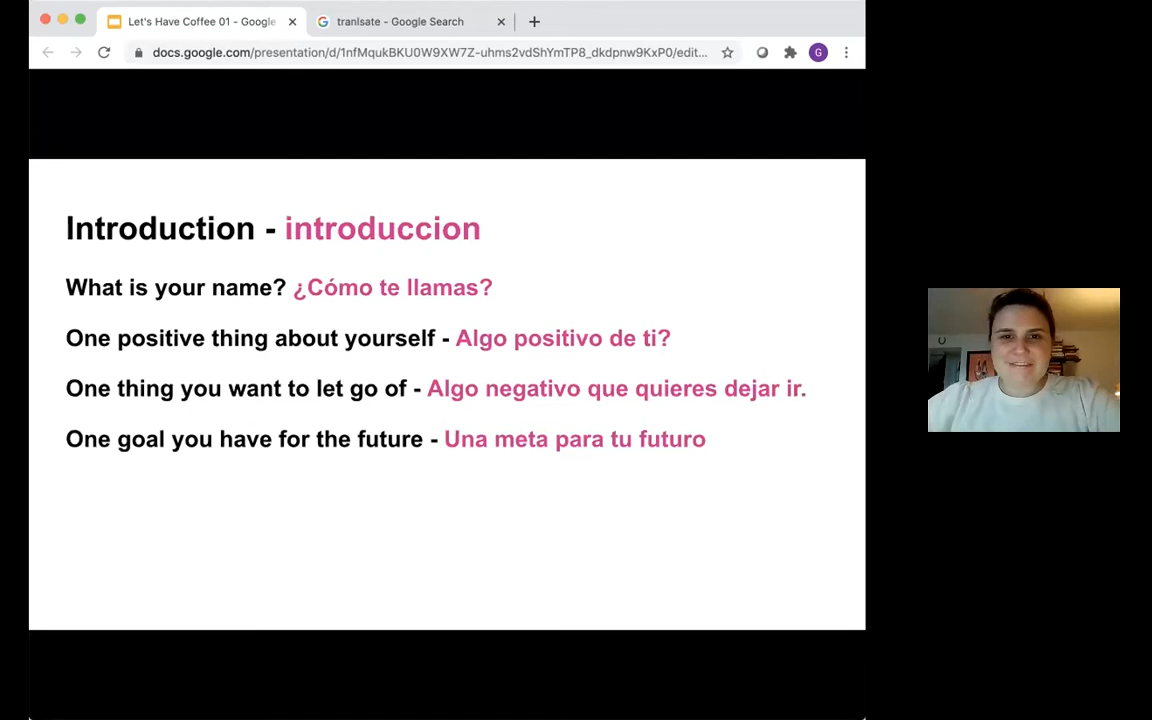 Let's Have Coffee 01 - Google
tranlsate - Google Search
docs.google.com/presentation/d/1nfMqukBKU0W9XW7Z-uhms2vdShYmTP8_dkdpnw9KxP0/edit...
G
Introduction - introduccion
What is your name? ¿Cómo te llamas?
One positive thing about yourself - Algo positivo de ti?
One thing you want to let go of - Algo negativo que quieres dejar ir.
One goal you have for the future - Una meta para tu futuro